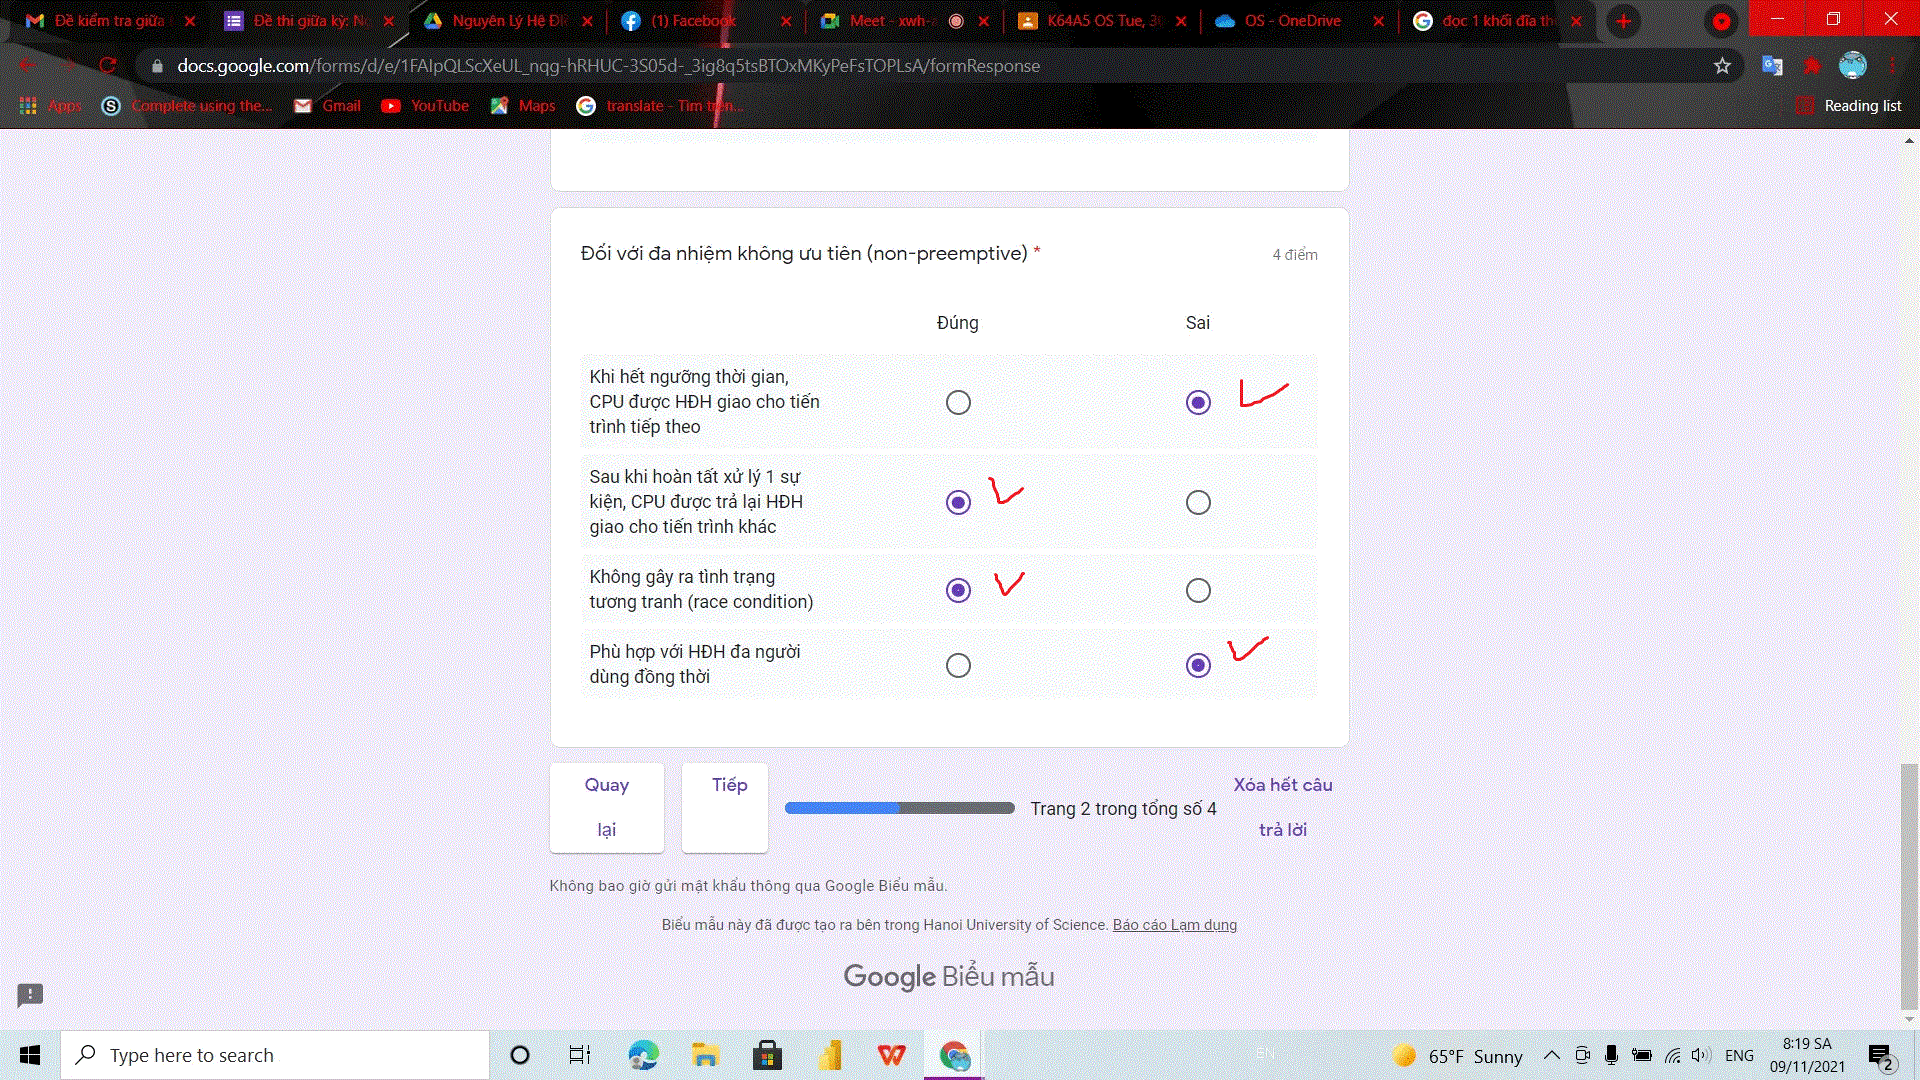 Đề kiểm tra giữa
Đề thi giữa kỳ: N
Nguyên Lý Hệ Đi
(1) Facebook
Meet - xwh-
K64A5 OS Tue, 3
OS - OneDrive
đọc 1 khối đĩa th
docs.google.com/forms/d/e/1FAIpQLScXeUL_nqg-hRHUC-3S05d-_3ig8q5tsBTOxMKyPeFsTOPLsA/formResponse
Apps
Complete using the...
Gmail
YouTube
Maps
translate - Tìm trên...
Reading list
Đối với đa nhiệm không ưu tiên (non-preemptive) *
4 điểm
Đúng
Sai
Khi hết ngưỡng thời gian,
CPU được HĐH giao cho tiến
trình tiếp theo
Sau khi hoàn tất xử lý 1 sự
kiện, CPU được trả lại HĐH
giao cho tiến trình khác
Không gây ra tình trạng
tương tranh (race condition)
Phù hợp với HĐH đa người
dùng đồng thời
Quay
lại
Tiếp
Trang 2 trong tổng số 4
Xóa hết câu
trả lời
Không bao giờ gửi mật khẩu thông qua Google Biểu mẫu.
Biểu mẫu này đã được tạo ra bên trong Hanoi University of Science. Báo cáo Lạm dụng
Google Biểu mẫu
Type here to search
65°F Sunny
ENG
8:19 SA
09/11/2021
2